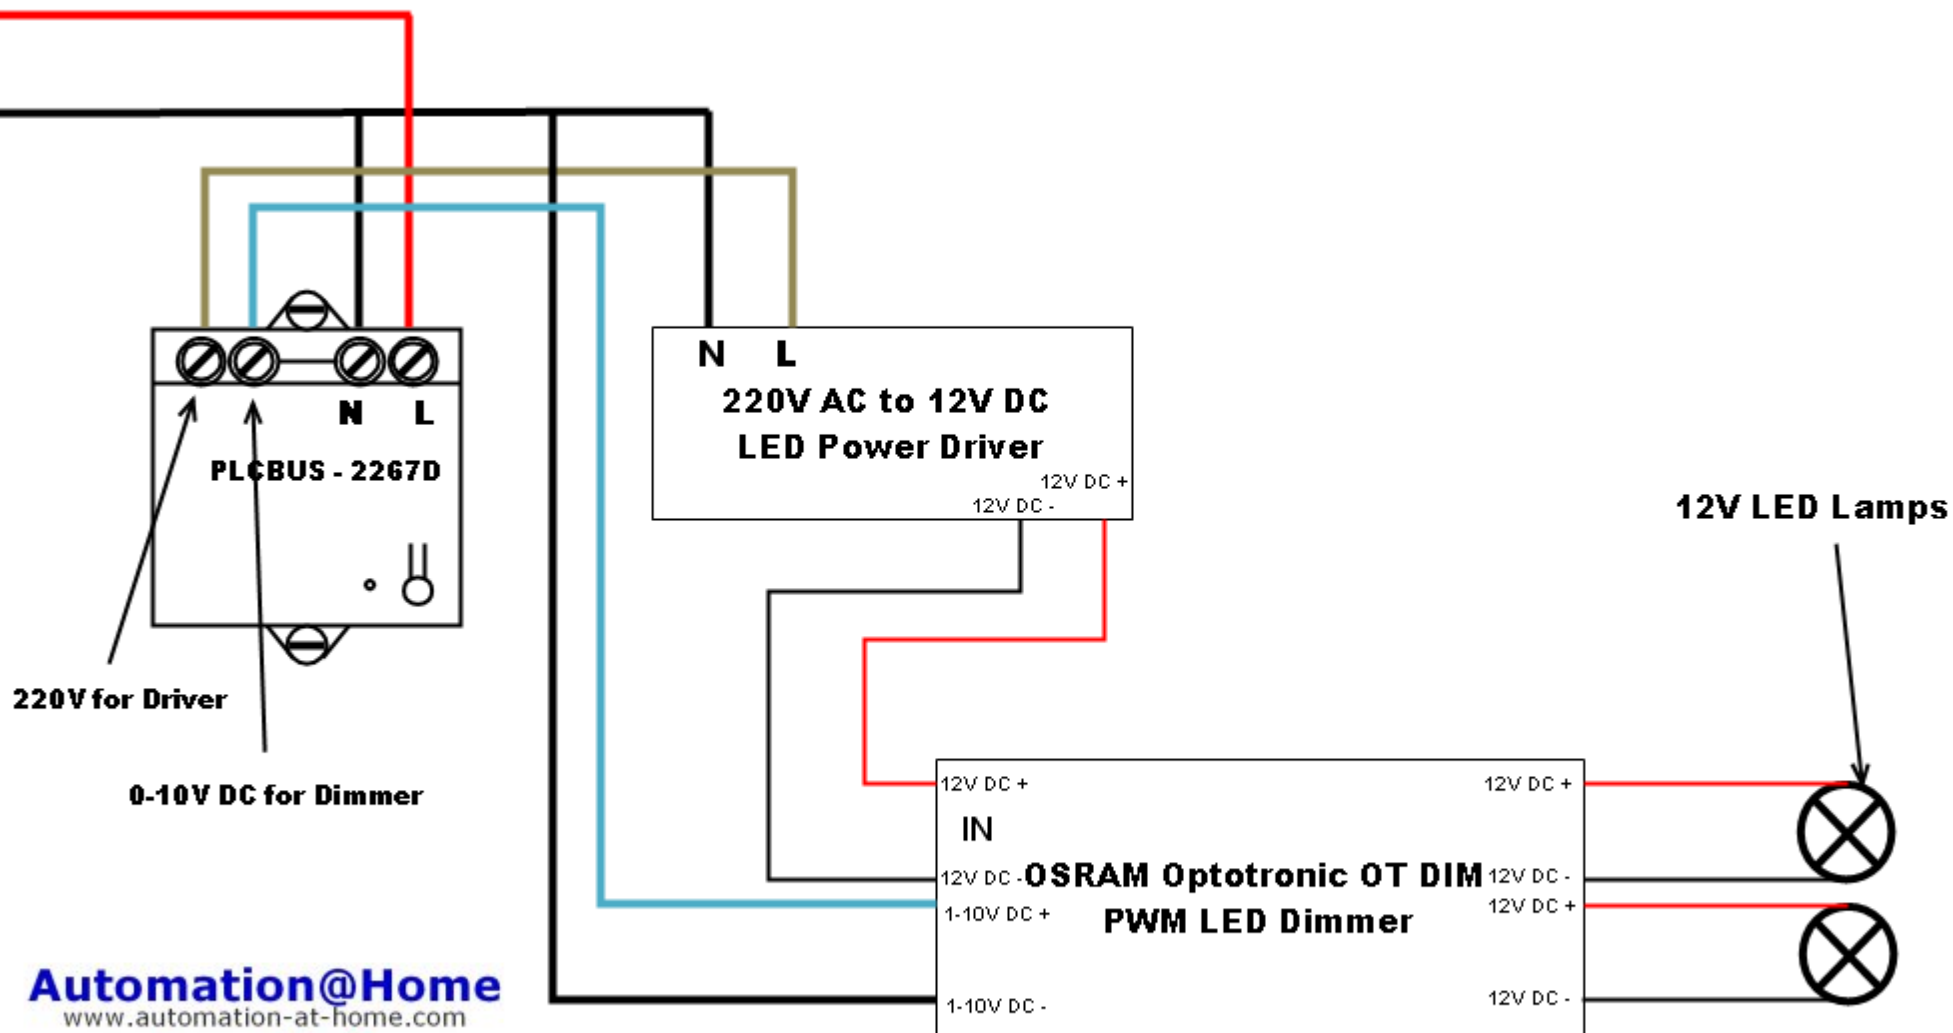 N L
220V AC to 12V DC
LED Power Driver
12V DC +
12V DC -
N L
PLCBUS - 2267D
12V LED Lamps
220V for Driver
0-10V DC for Dimmer
12V DC +
IN
12V DC -
1-10V DC +
1-10V DC -
OSRAM Optotronic OT DIM
PWM LED Dimmer
12V DC +
12V DC -
12V DC +
12V DC -
Automation@Home
www.automation-at-home.com